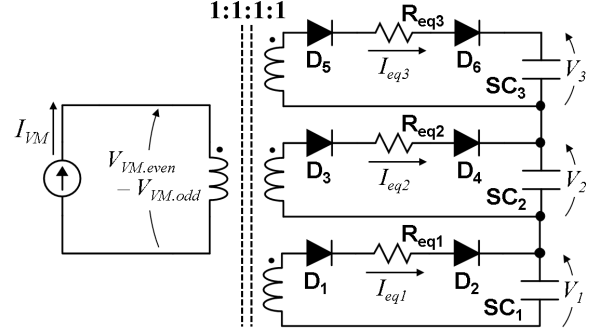 1:1:1:1
Req3
D5
Ieq3
D6
SC3
V3
IVM
VVM.even
– VVM.odd
Req2
D3
Ieq2
D4
SC2
V2
Req1
D1
Ieq1
D2
SC1
V1